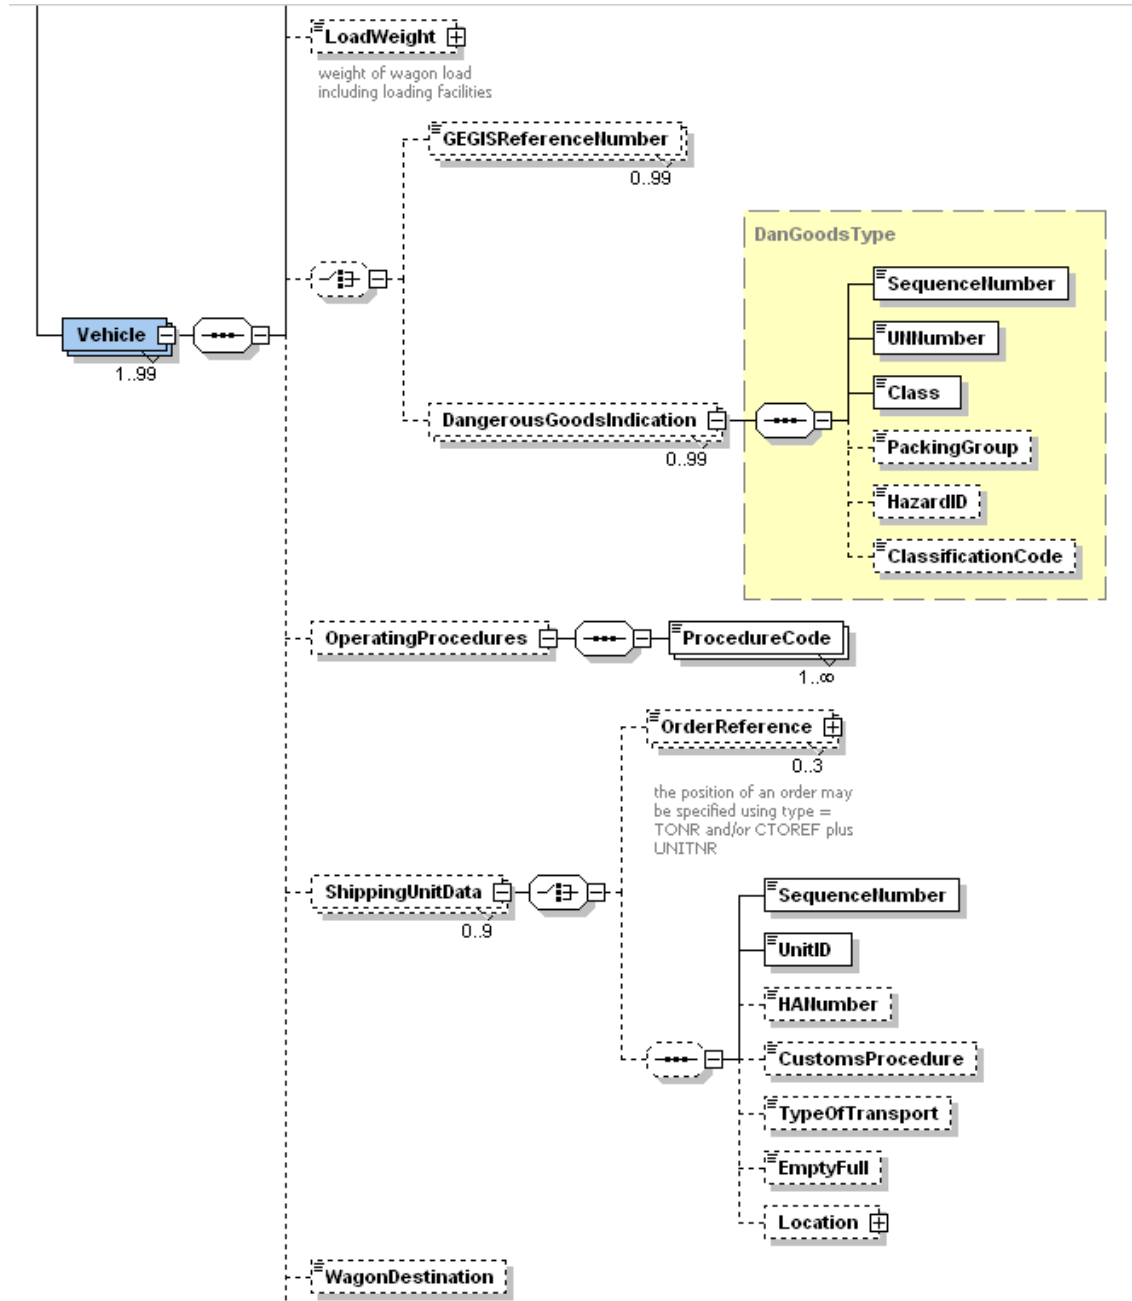 LoadWeight
weight of wagon load
including loading facilities
GEGISReferenceNumber
0..99
DanGoodsType
SequenceNumber
UNNumber
Class
PackingGroup
HazardID
ClassificationCode
Vehicle
1..99
DangerousGoodsIndication
0..99
OperatingProcedures
ProcedureCode
1..∞
OrderReference
0..3
the position of an order may
be specified using type =
TONR and/or CTOREF plus
UNITNR
ShippingUnitData
0..9
SequenceNumber
UnitID
HANumber
CustomsProcedure
TypeOfTransport
EmptyFull
Location
WagonDestination